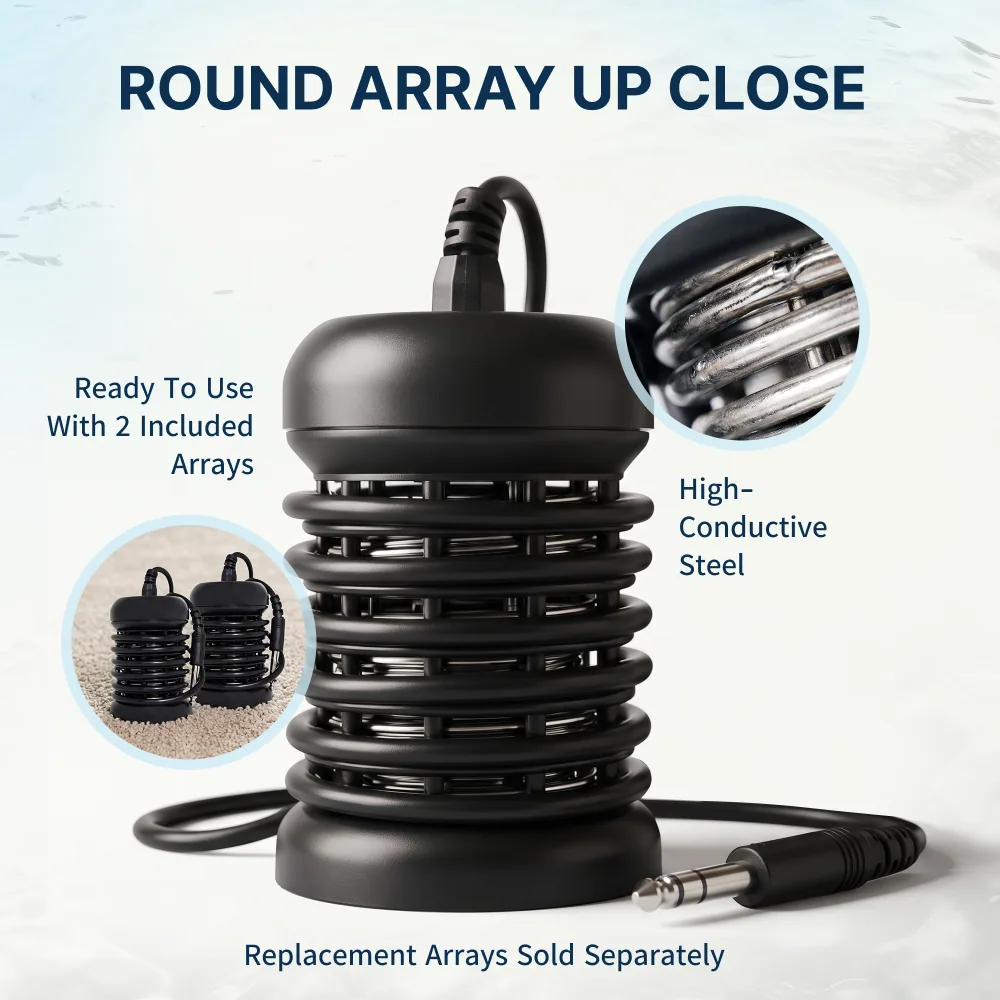 ROUND ARRAY UP CLOSE
Ready To Use
With 2 Included
Arrays
High-
Conductive
Steel
Replacement Arrays Sold Separately